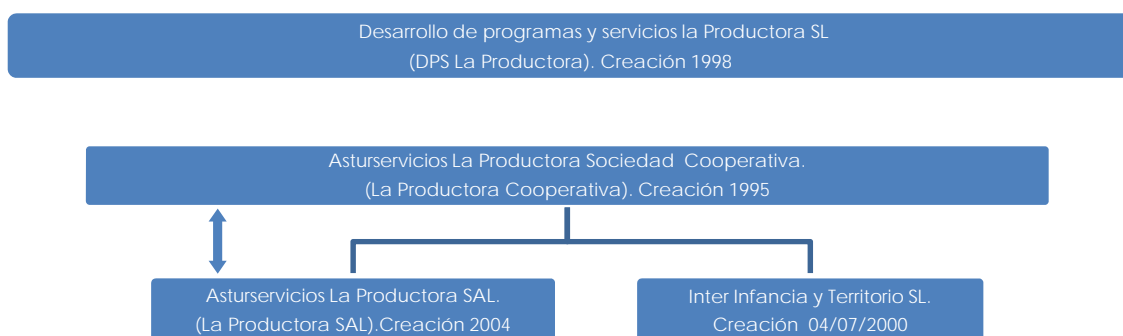 Desarrollo de programas y servicios la Productora SL
(DPS La Productora). Creación 1998
Asturservicios La Productora Sociedad Cooperativa.
(La Productora Cooperativa). Creación 1995
Asturservicios La Productora SAL.
(La Productora SAL).Creación 2004
Inter Infancia y Territorio SL.
Creación 04/07/2000